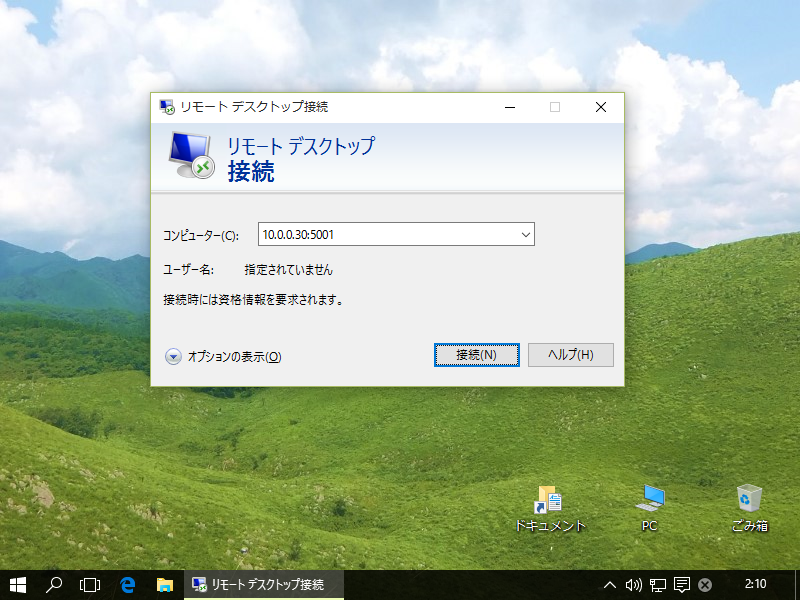 リモート デスクトップ接続
リモート デスクトップ
接続
コンピューター(C):
10.0.0.30:5001
ユーザー名:
指定されていません
接続時には資格情報を要求されます。
オプションの表示(O)
接続(N)
ヘルプ(H)
ドキュメント
PC
ごみ箱
リモート デスクトップ接続
2:10